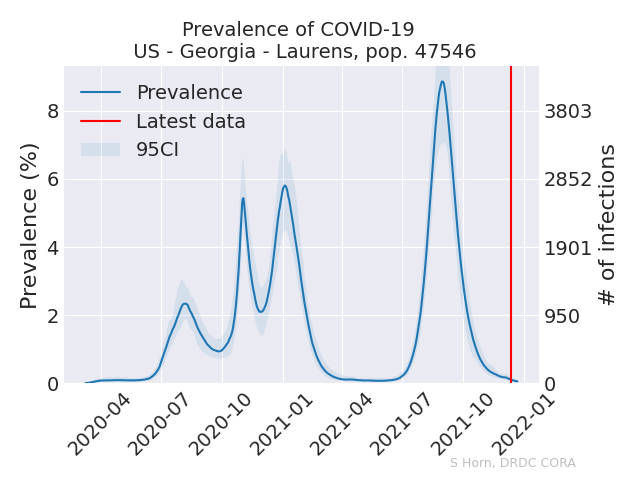 Prevalence of COVID-19
US - Georgia - Laurens, pop. 47546
Prevalence
Latest data
95CI
Prevalence (%)
8
6
4
2
0
3803
2852
1901
950
0
# of infections
2020-04
2020-07
2020-10
2021-01
2021-04
2021-07
2021-10
2022-01
S Horn, DRDC CORA